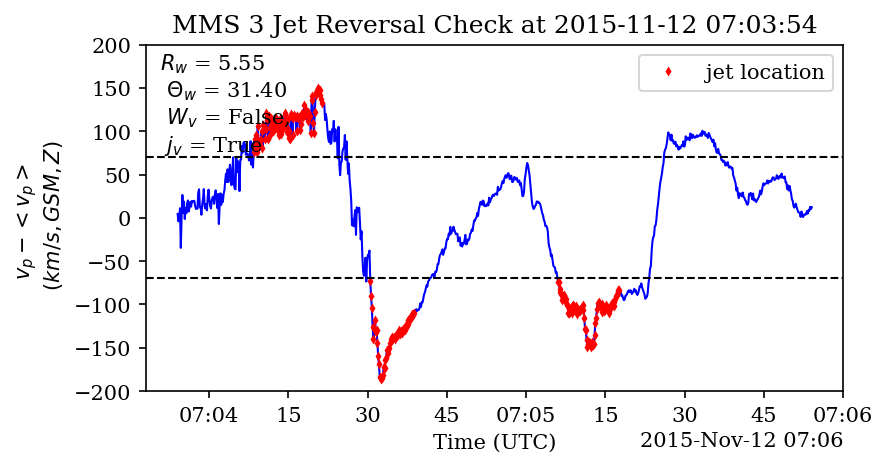 MMS 3 Jet Reversal Check at 2015-11-12 07:03:54
R_w = 5.55
Θ_w = 31.40
W_v = False
j_v = True
jet location
200
150
100
50
0
−50
−100
−150
−200
v_p − < v_p >
(km/s, GSM, Z)
07:04 15 30 45 07:05 15 30 45 07:06
Time (UTC)
2015-Nov-12 07:06